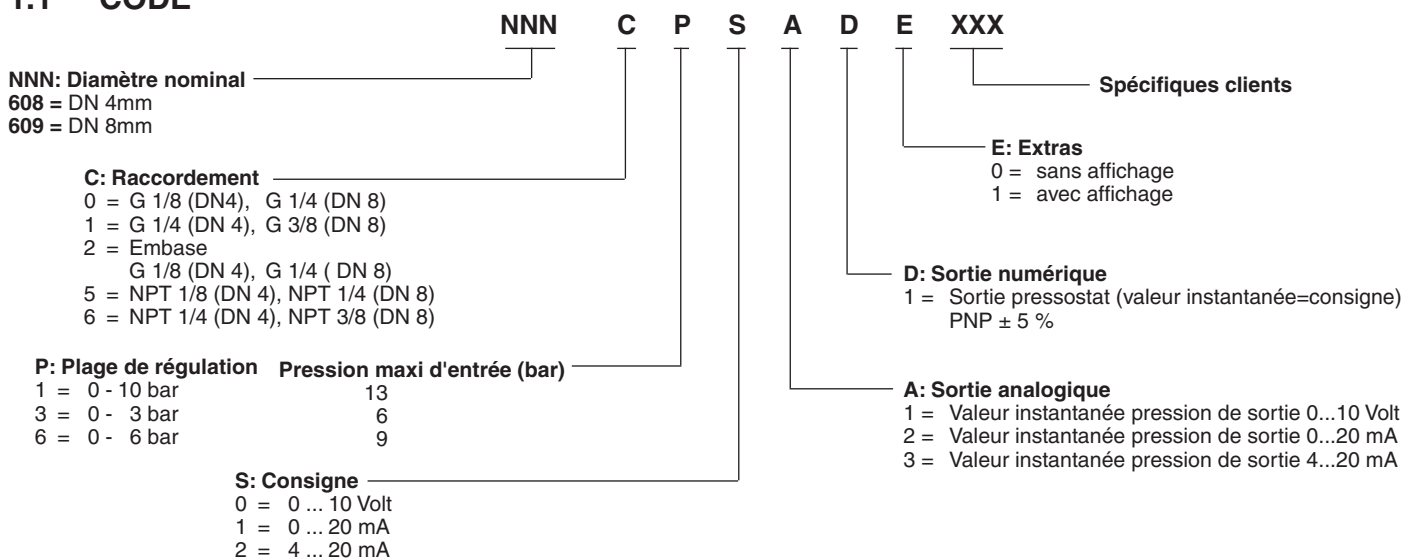 1.1 CODE
NNN C P S A D E XXX
NNN: Diamètre nominal
608 = DN 4mm
609 = DN 8mm
Spécifiques clients
E: Extras
0 = sans affichage
1 = avec affichage
C: Raccordement
0 = G 1/8 (DN4), G 1/4 (DN 8)
1 = G 1/4 (DN 4), G 3/8 (DN 8)
2 = Embase
G 1/8 (DN 4), G 1/4 ( DN 8)
5 = NPT 1/8 (DN 4), NPT 1/4 (DN 8)
6 = NPT 1/4 (DN 4), NPT 3/8 (DN 8)
D: Sortie numérique
1 = Sortie pressostat (valeur instantanée=consigne)
PNP ± 5 %
P: Plage de régulation Pression maxi d'entrée (bar)
1 = 0 - 10 bar 13
3 = 0 - 3 bar 6
6 = 0 - 6 bar 9
A: Sortie analogique
1 = Valeur instantanée pression de sortie 0...10 Volt
2 = Valeur instantanée pression de sortie 0...20 mA
3 = Valeur instantanée pression de sortie 4...20 mA
S: Consigne
0 = 0 ... 10 Volt
1 = 0 ... 20 mA
2 = 4 ... 20 mA